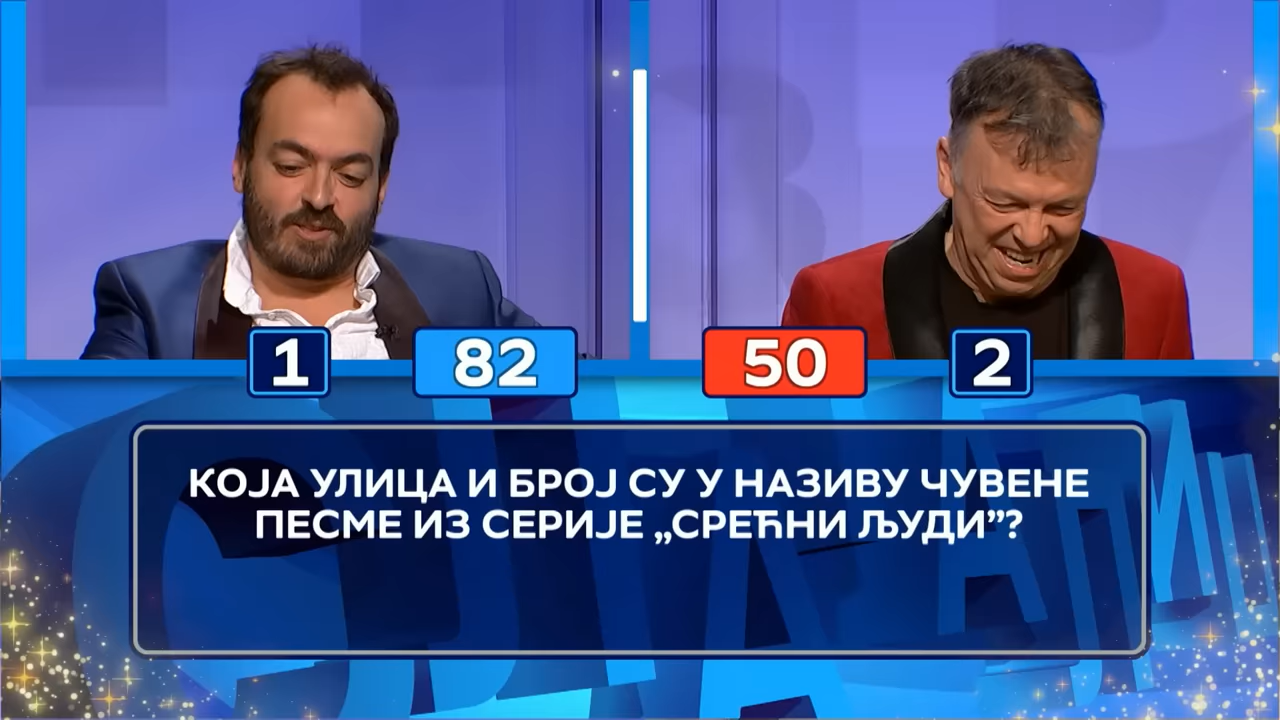 1
82
50
2
КОЈА УЛИЦА И БРОЈ СУ У НАЗИВУ ЧУВЕНЕ
ПЕСМЕ ИЗ СЕРИЈЕ „СРЕЋНИ ЉУДИ”?